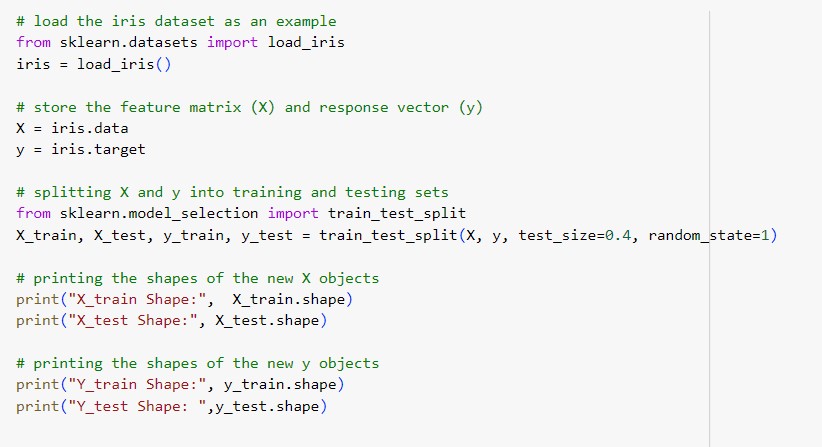 # load the iris dataset as an example
from sklearn.datasets import load_iris
iris = load_iris()
# store the feature matrix (X) and response vector (y)
X = iris.data
y = iris.target
# splitting X and y into training and testing sets
from sklearn.model_selection import train_test_split
X_train, X_test, y_train, y_test = train_test_split(X, y, test_size=0.4, random_state=1)
# printing the shapes of the new X objects
print("X_train Shape:",  X_train.shape)
print("X_test Shape:", X_test.shape)
# printing the shapes of the new y objects
print("Y_train Shape:", y_train.shape)
print("Y_test Shape: ",y_test.shape)